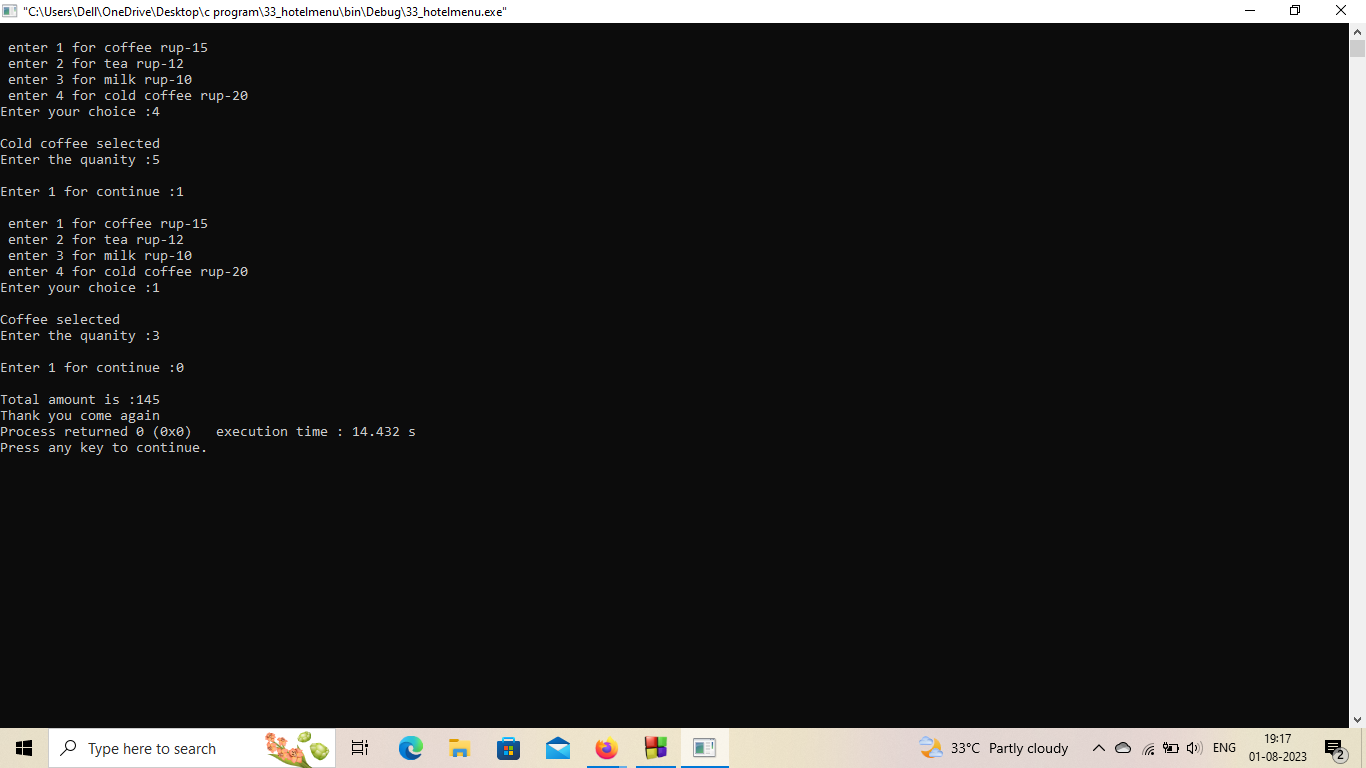 "C:\Users\Dell\OneDrive\Desktop\c program\33_hotelmenu\bin\Debug\33_hotelmenu.exe"
enter 1 for coffee rup-15
enter 2 for tea rup-12
enter 3 for milk rup-10
enter 4 for cold coffee rup-20
Enter your choice :4
Cold coffee selected
Enter the quanity :5
Enter 1 for continue :1
enter 1 for coffee rup-15
enter 2 for tea rup-12
enter 3 for milk rup-10
enter 4 for cold coffee rup-20
Enter your choice :1
Coffee selected
Enter the quanity :3
Enter 1 for continue :0
Total amount is :145
Thank you come again
Process returned 0 (0x0)   execution time : 14.432 s
Press any key to continue.
Type here to search
33°C Partly cloudy
ENG
19:17
01-08-2023
2